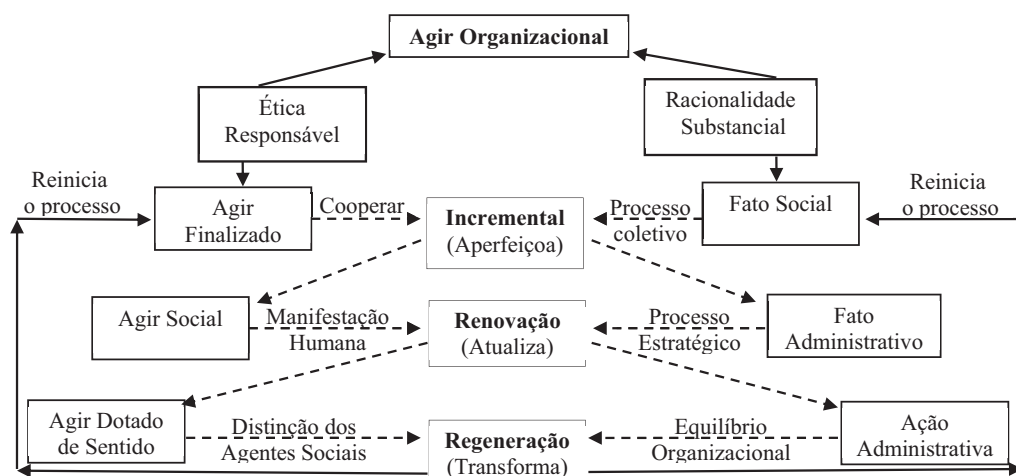 Agir Organizacional
Ética
Responsável
Racionalidade
Substancial
Reinicia
o processo
Agir
Finalizado
Cooperar
Incremental
(Aperfeiçoa)
Processo
coletivo
Fato Social
Reinicia
o processo
Agir Social
Manifestação
Humana
Renovação
(Atualiza)
Processo
Estratégico
Fato
Administrativo
Agir Dotado
de Sentido
Distinção dos
Agentes Sociais
Regeneração
(Transforma)
Equilíbrio
Organizacional
Ação
Administrativa